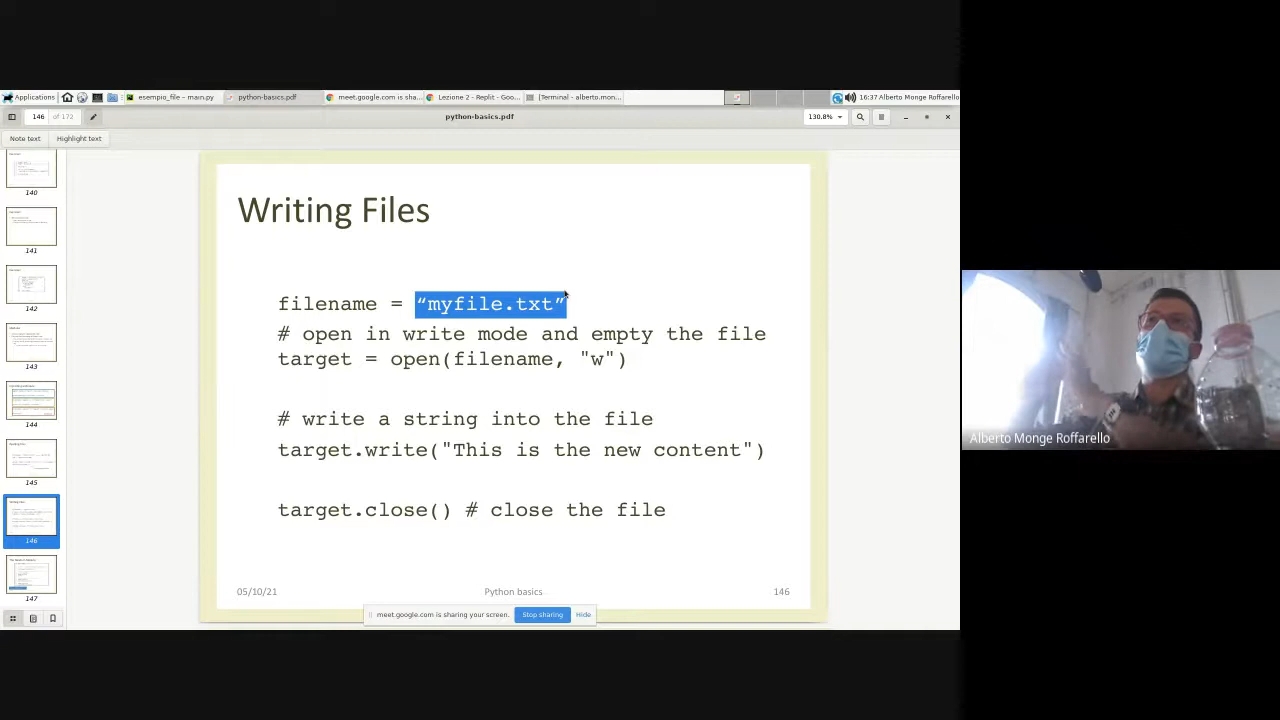 Applications
esempio_file – main.py
python-basics.pdf
meet.google.com is sha...
Lezione 2 - Replit - Goo...
[Terminal - alberto.mon...
16:37 Alberto Monge Roffarello
146 of 172
python-basics.pdf
130.8%
Note text
Highlight text
140
141
142
143
144
145
146
147
Writing Files
filename = “myfile.txt”
# open in write mode and empty the file
target = open(filename, "w")
# write a string into the file
target.write("This is the new content")
target.close() # close the file
05/10/21
Python basics
146
meet.google.com is sharing your screen.
Stop sharing
Hide
Alberto Monge Roffarello